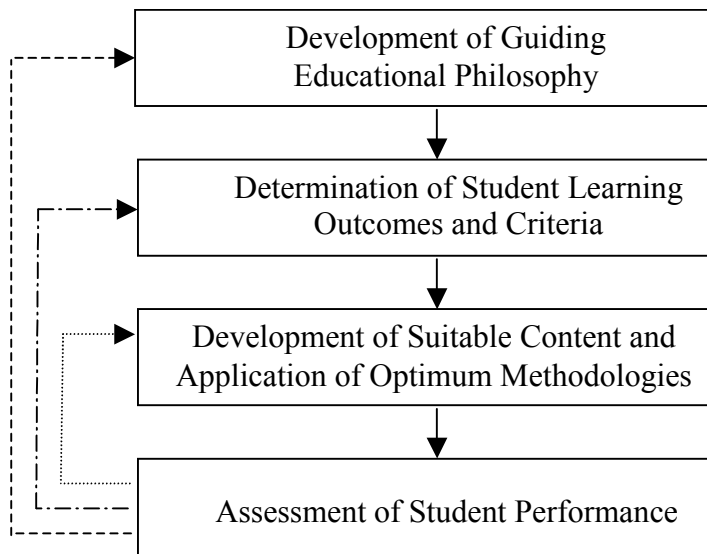 Development of Guiding
Educational Philosophy
Determination of Student Learning
Outcomes and Criteria
Development of Suitable Content and
Application of Optimum Methodologies
Assessment of Student Performance